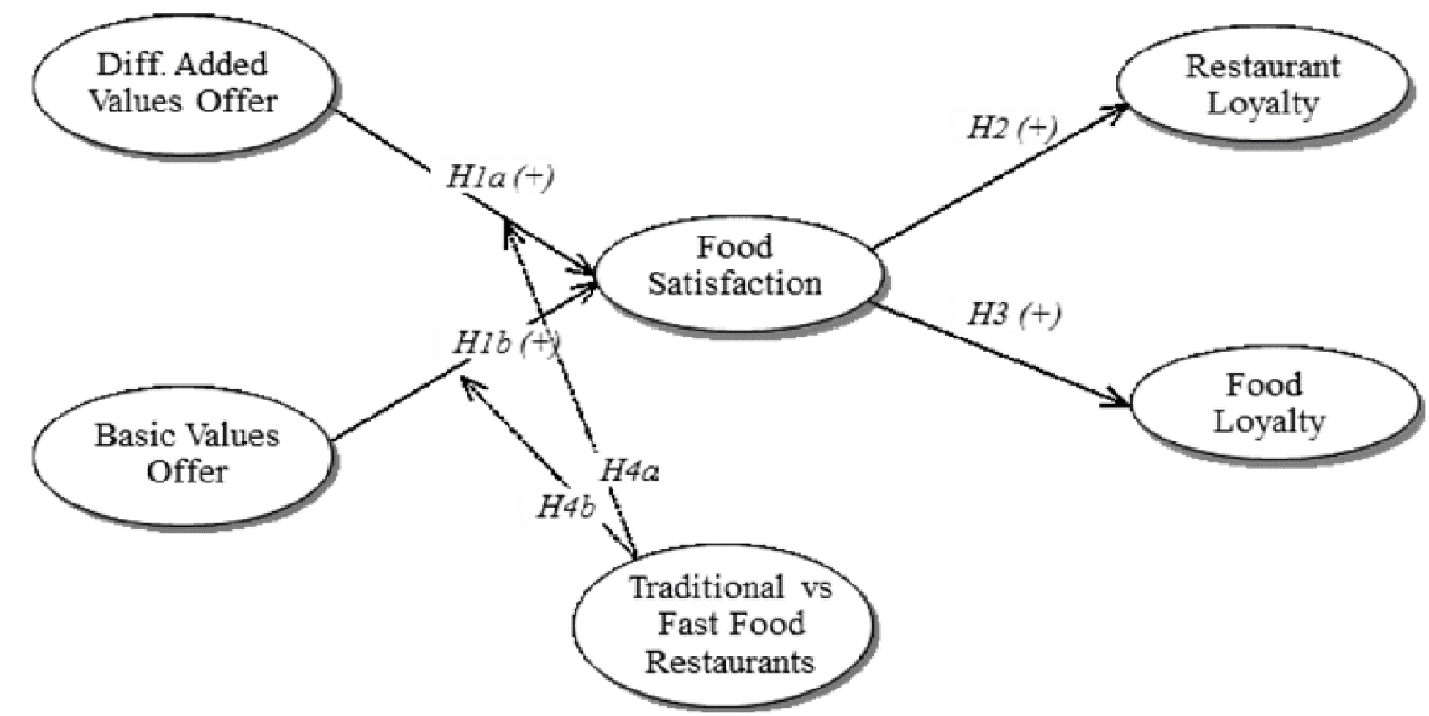 Diff. Added
Values Offer
Restaurant
Loyalty
H1a (+)
H2 (+)
Food
Satisfaction
H1b (+)
H3 (+)
Basic Values
Offer
Food
Loyalty
H4a
H4b
Traditional vs
Fast Food
Restaurants